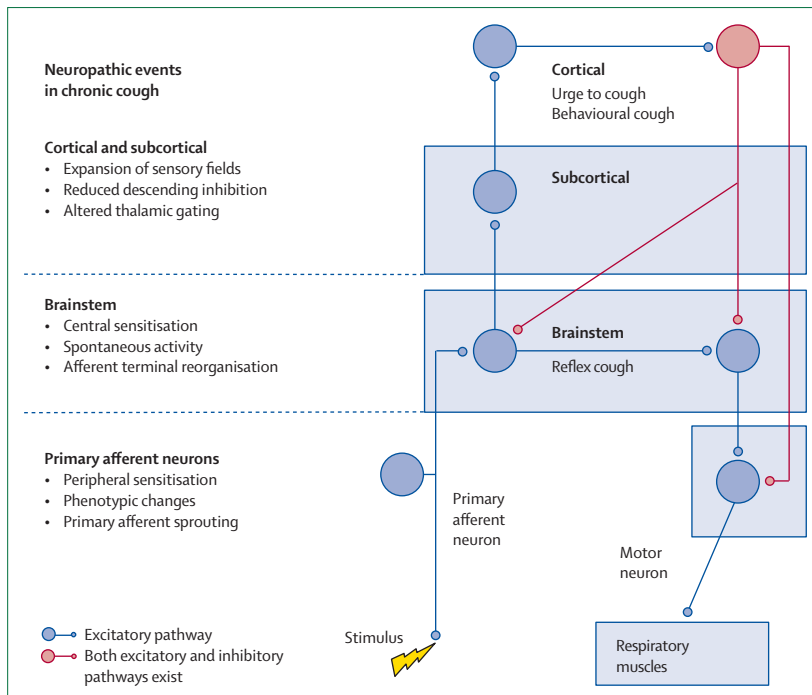 Neuropathic events
in chronic cough
Cortical and subcortical
• Expansion of sensory fields
• Reduced descending inhibition
• Altered thalamic gating
Brainstem
• Central sensitisation
• Spontaneous activity
• Afferent terminal reorganisation
Primary afferent neurons
• Peripheral sensitisation
• Phenotypic changes
• Primary afferent sprouting
Excitatory pathway
Both excitatory and inhibitory
pathways exist
Cortical
Urge to cough
Behavioural cough
Subcortical
Brainstem
Reflex cough
Primary
afferent
neuron
Stimulus
Motor
neuron
Respiratory
muscles